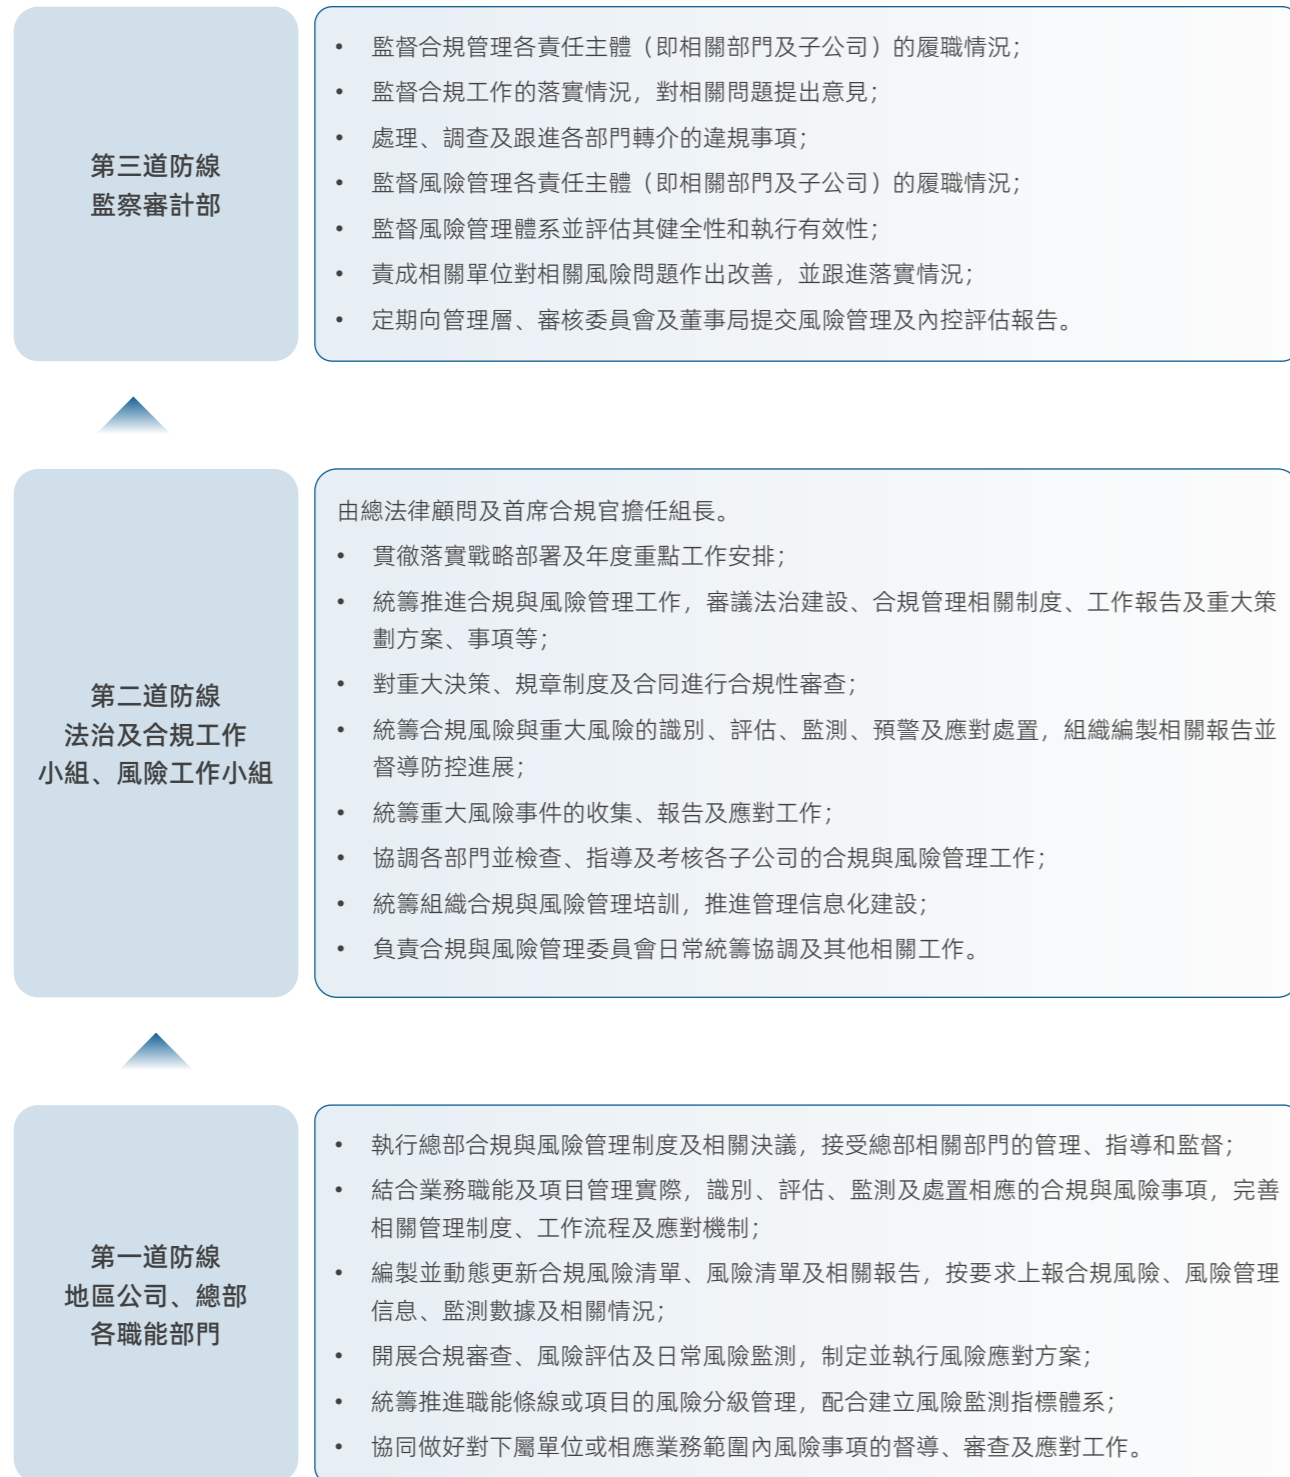 第三道防線
監察審計部
• 監督合規管理各責任主體（即相關部門及子公司）的履職情況；
• 監督合規工作的落實情況，對相關問題提出意見；
• 處理、調查及跟進各部門轉介的違規事項；
• 監督風險管理各責任主體（即相關部門及子公司）的履職情況；
• 監督風險管理體系並評估其健全性和執行有效性；
• 責成相關單位對相關風險問題作出改善，並跟進落實情況；
• 定期向管理層、審核委員會及董事局提交風險管理及內控評估報告。
第二道防線
法治及合規工作
小組、風險工作小組
由總法律顧問及首席合規官擔任組長。
• 貫徹落實戰略部署及年度重點工作安排；
• 統籌推進合規與風險管理工作，審議法治建設、合規管理相關制度、工作報告及重大策
劃方案、事項等；
• 對重大決策、規章制度及合同進行合規性審查；
• 統籌合規風險與重大風險的識別、評估、監測、預警及應對處置，組織編製相關報告並
督導防控進展；
• 統籌重大風險事件的收集、報告及應對工作；
• 協調各部門並檢查、指導及考核各子公司的合規與風險管理工作；
• 統籌組織合規與風險管理培訓，推進管理信息化建設；
• 負責合規與風險管理委員會日常統籌協調及其他相關工作。
第一道防線
地區公司、總部
各職能部門
• 執行總部合規與風險管理制度及相關決議，接受總部相關部門的管理、指導和監督；
• 結合業務職能及項目管理實際，識別、評估、監測及處置相應的合規與風險事項，完善
相關管理制度、工作流程及應對機制；
• 編製並動態更新合規風險清單、風險清單及相關報告，按要求上報合規風險、風險管理
信息、監測數據及相關情況；
• 開展合規審查、風險評估及日常風險監測，制定並執行風險應對方案；
• 統籌推進職能條線或項目的風險分級管理，配合建立風險監測指標體系；
• 協同做好對下屬單位或相應業務範圍內風險事項的督導、審查及應對工作。